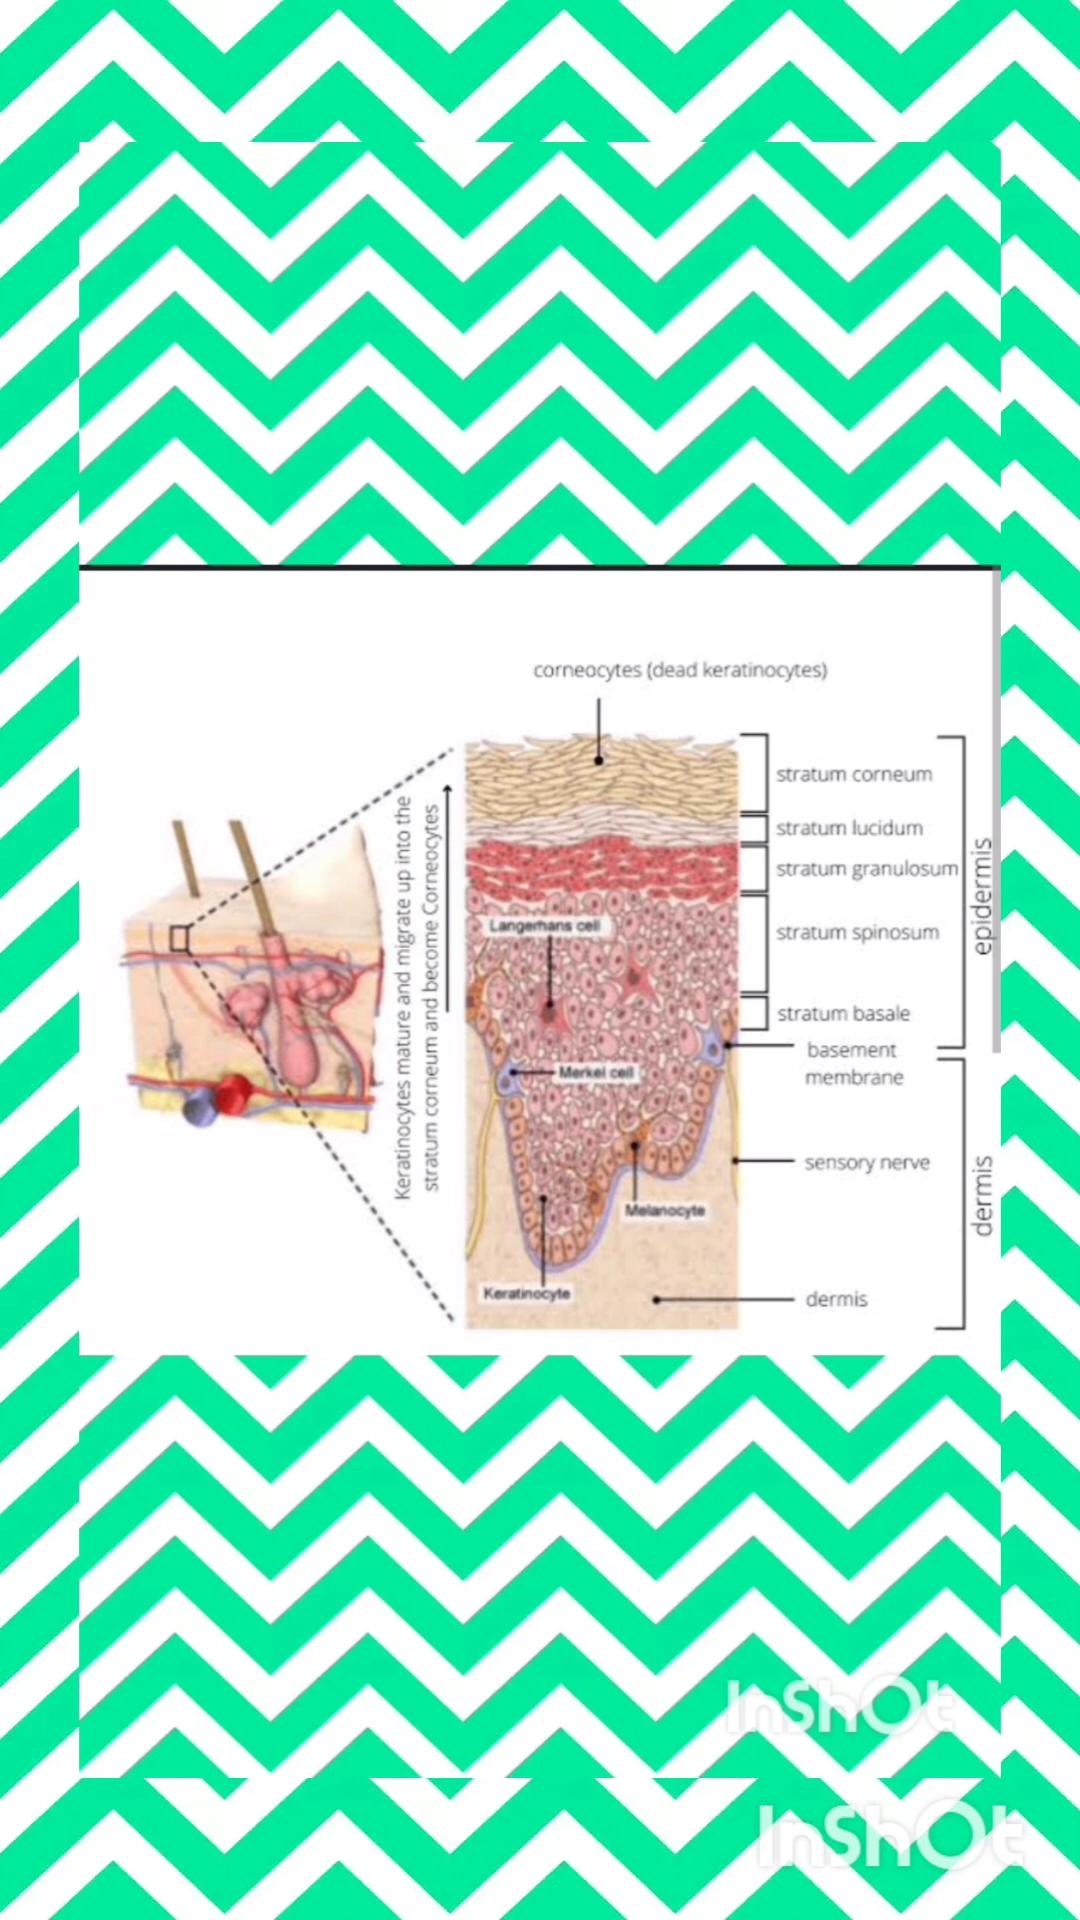 corneocytes (dead keratinocytes)
Keratinocytes mature and migrate up into the
stratum corneum and become Corneocytes
stratum corneum
stratum lucidum
stratum granulosum
epidermis
Langerhans cell
stratum spinosum
stratum basale
basement
membrane
Merkel cell
sensory nerve
dermis
Melanocyte
Keratinocyte
dermis
InShOt
InShOt